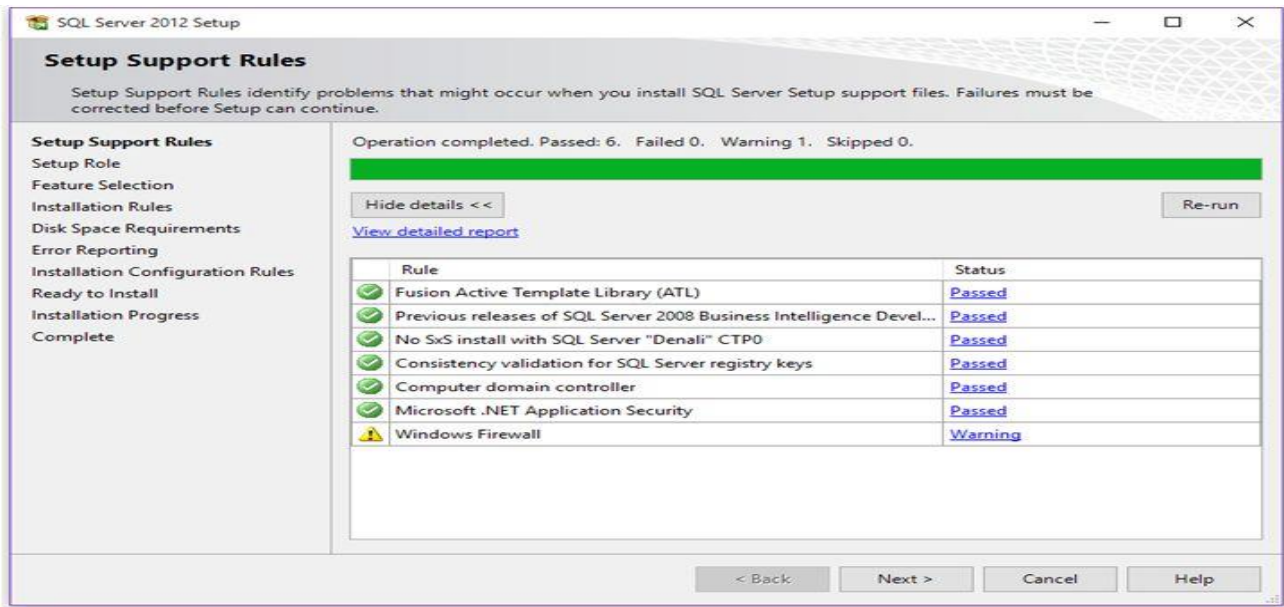 SQL Server 2012 Setup
Setup Support Rules
Setup Support Rules identify problems that might occur when you install SQL Server Setup support files. Failures must be
corrected before Setup can continue.
Setup Support Rules
Setup Role
Feature Selection
Installation Rules
Disk Space Requirements
Error Reporting
Installation Configuration Rules
Ready to Install
Installation Progress
Complete
Operation completed. Passed: 6.   Failed 0.   Warning 1.   Skipped 0.
Hide details <<
Re-run
View detailed report
Rule Status
Fusion Active Template Library (ATL) Passed
Previous releases of SQL Server 2008 Business Intelligence Devel... Passed
No SxS install with SQL Server "Denali" CTP0 Passed
Consistency validation for SQL Server registry keys Passed
Computer domain controller Passed
Microsoft .NET Application Security Passed
Windows Firewall Warning
< Back Next > Cancel Help